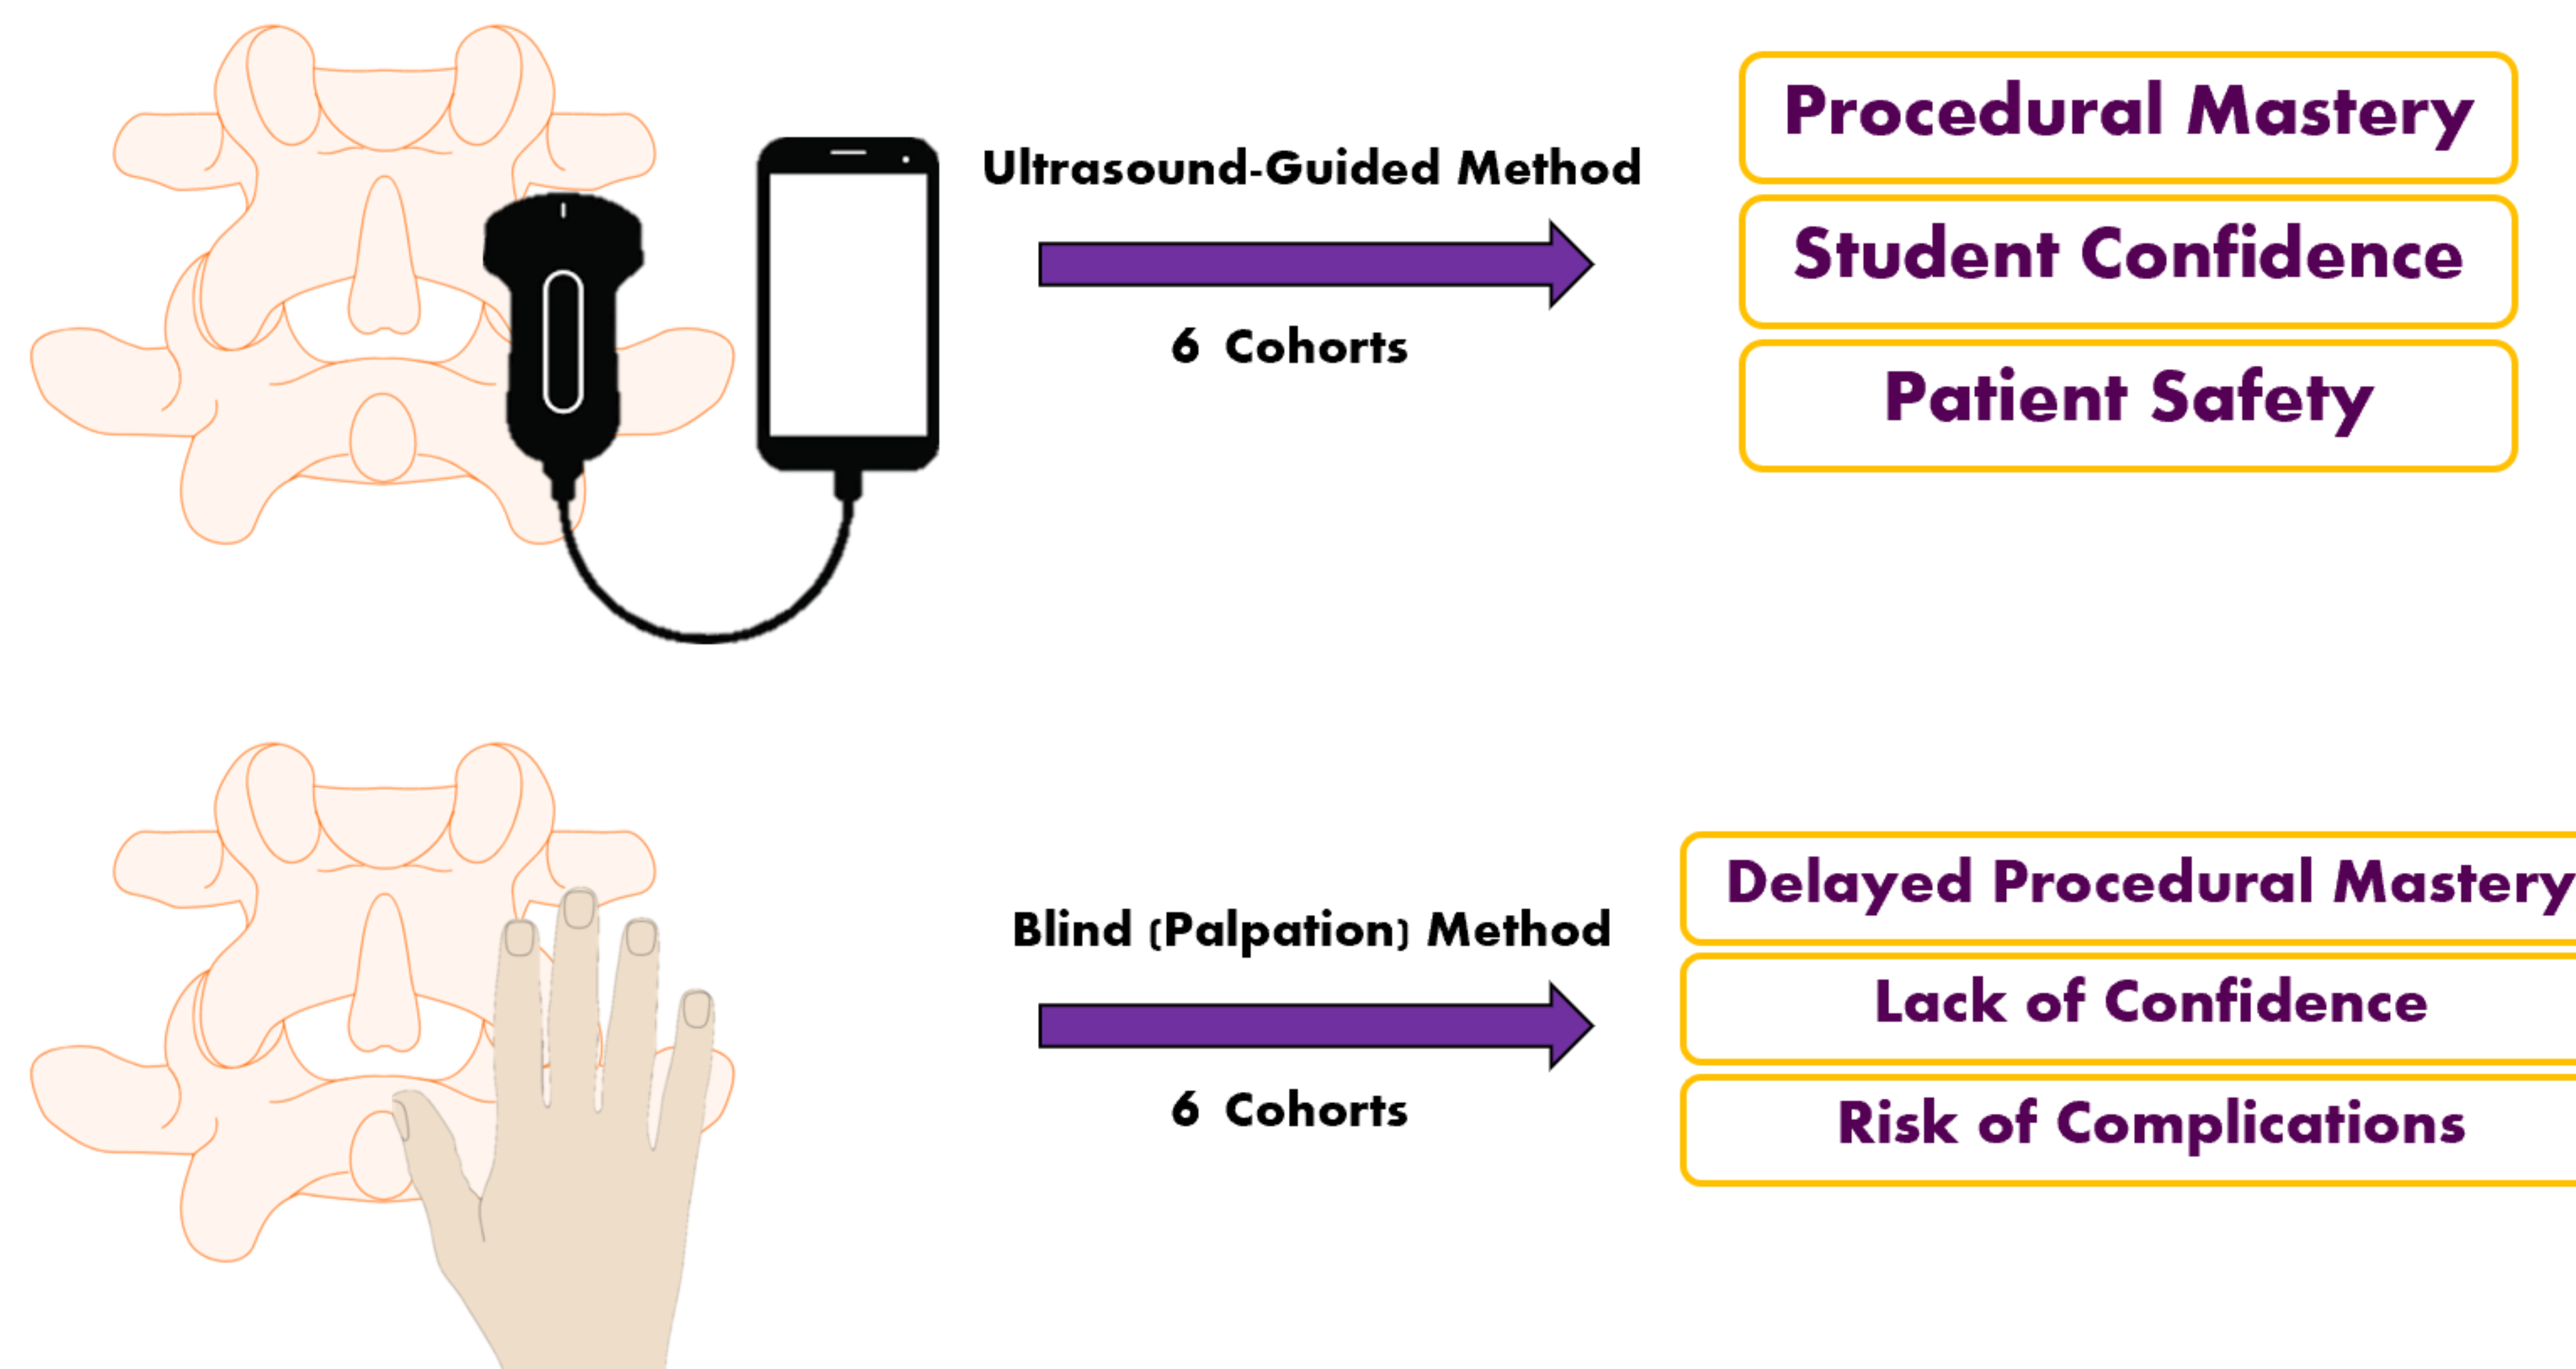 Ultrasound-Guided Method
6 Cohorts
Procedural Mastery
Student Confidence
Patient Safety
Blind (Palpation) Method
6 Cohorts
Delayed Procedural Mastery
Lack of Confidence
Risk of Complications